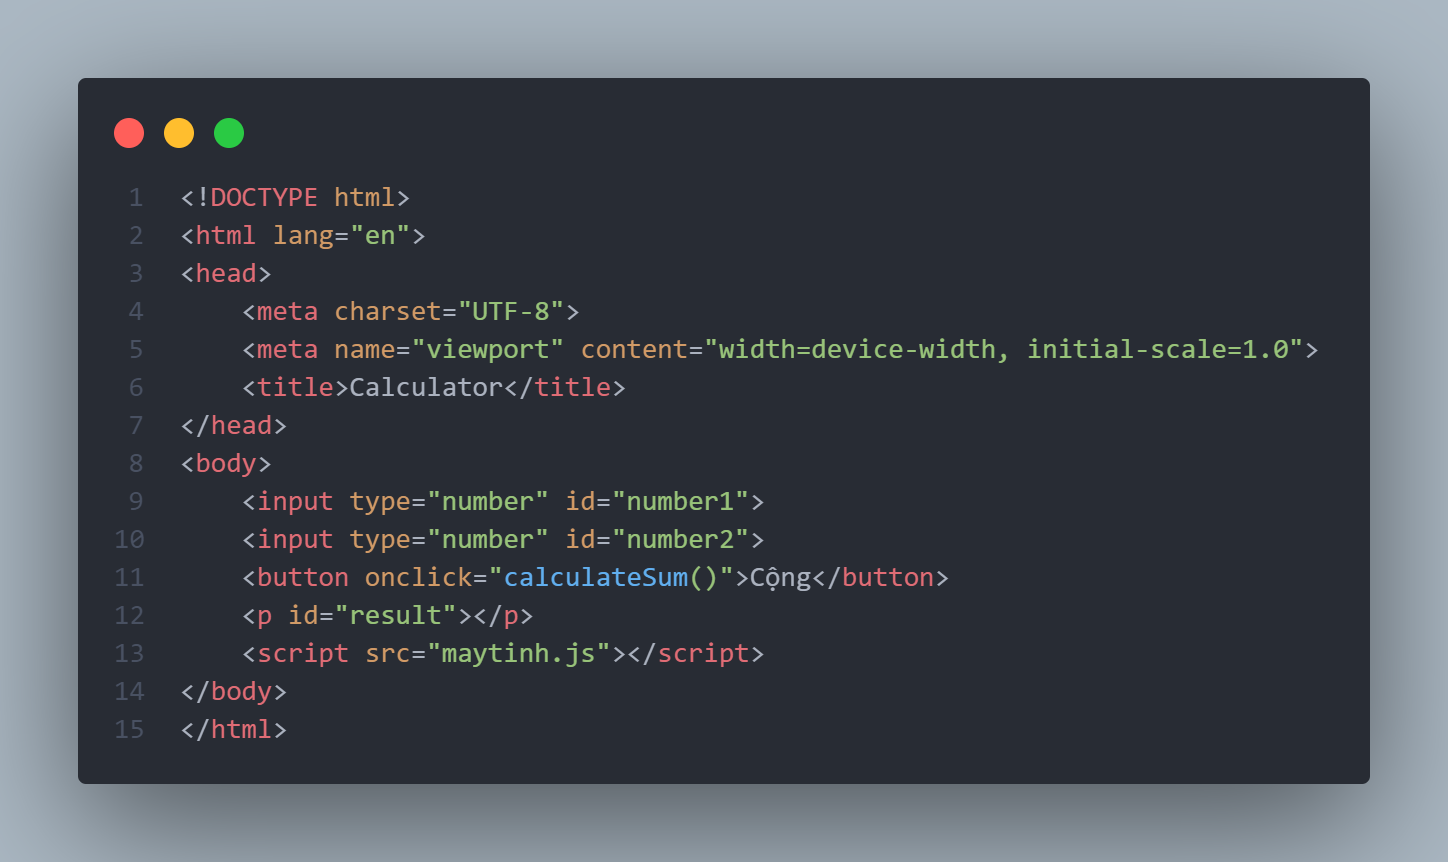 1 <!DOCTYPE html>
2 <html lang="en">
3 <head>
4     <meta charset="UTF-8">
5     <meta name="viewport" content="width=device-width, initial-scale=1.0">
6     <title>Calculator</title>
7 </head>
8 <body>
9     <input type="number" id="number1">
10     <input type="number" id="number2">
11     <button onclick="calculateSum()">Cộng</button>
12     <p id="result"></p>
13     <script src="maytinh.js"></script>
14 </body>
15 </html>